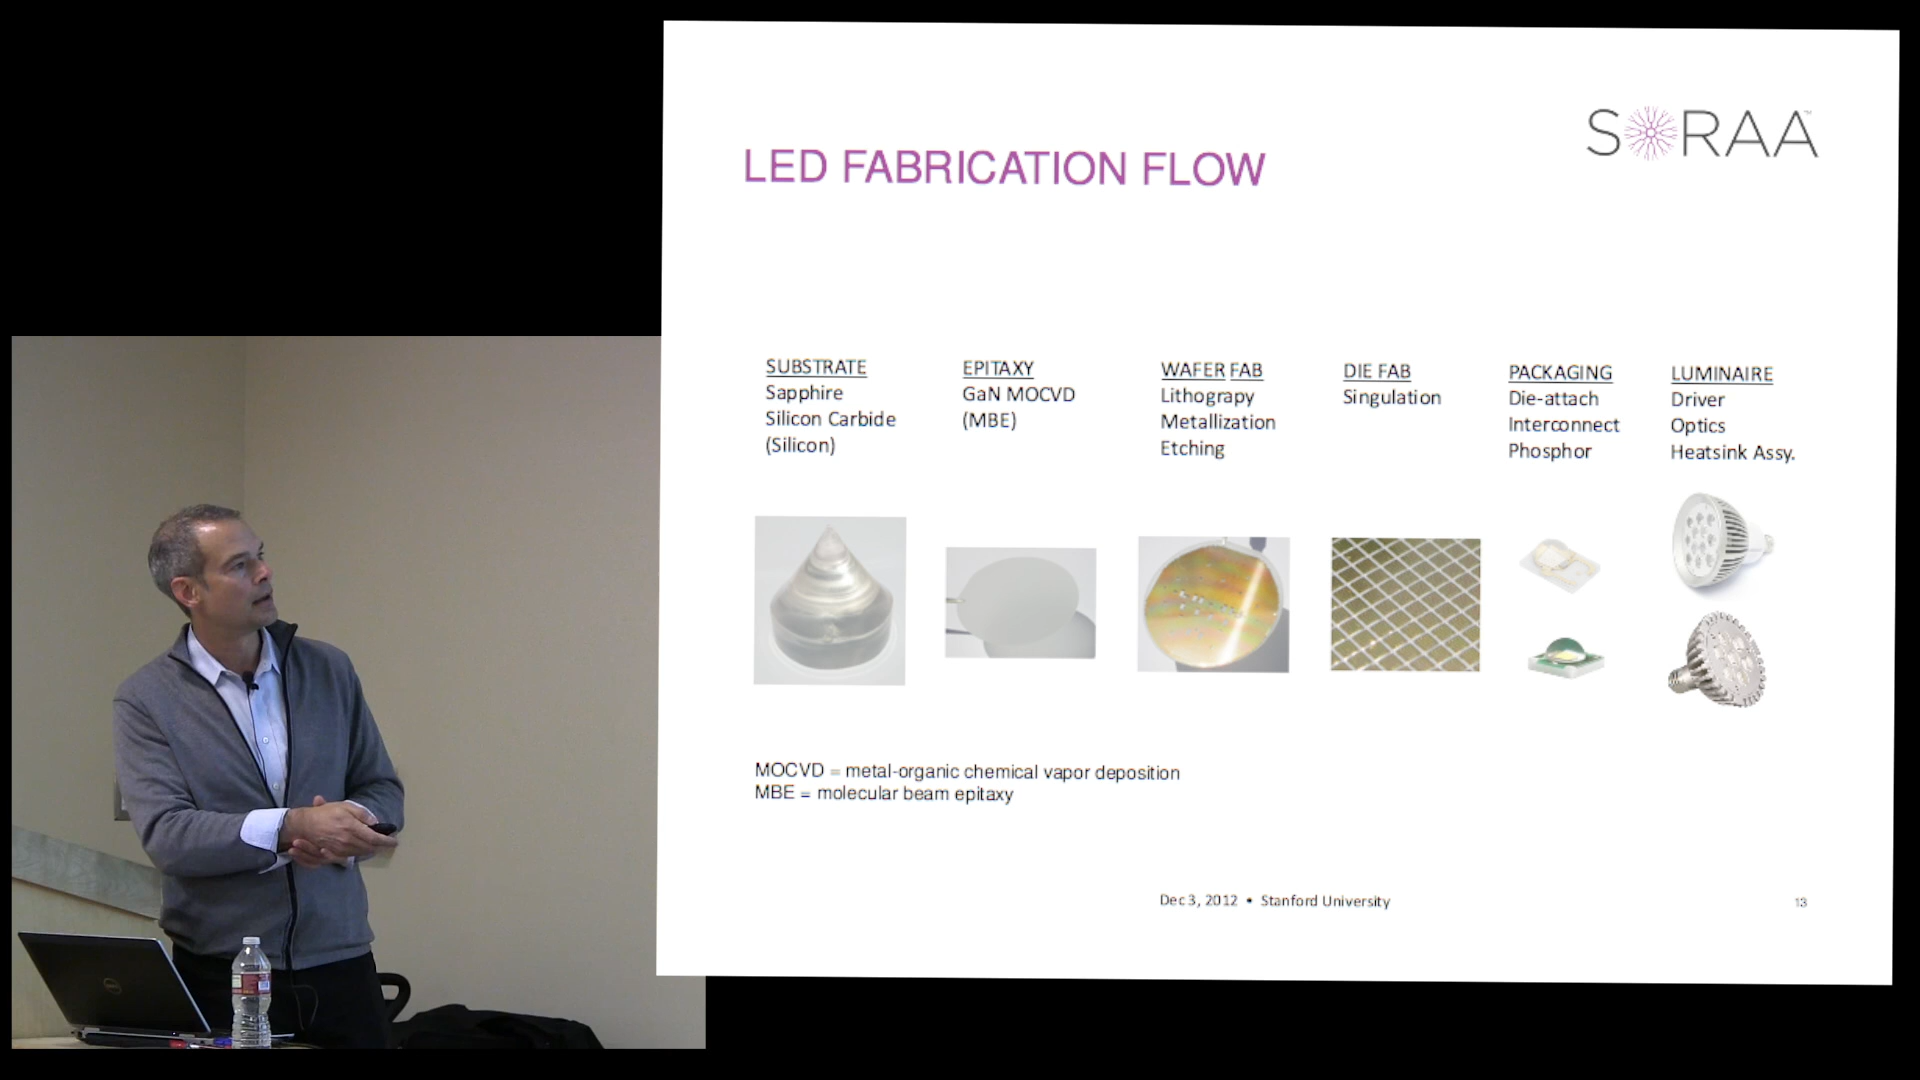 SORAA
LED FABRICATION FLOW
SUBSTRATE
Sapphire
Silicon Carbide
(Silicon)
EPITAXY
GaN MOCVD
(MBE)
WAFER FAB
Lithograpy
Metallization
Etching
DIE FAB
Singulation
PACKAGING
Die-attach
Interconnect
Phosphor
LUMINAIRE
Driver
Optics
Heatsink Assy.
MOCVD = metal-organic chemical vapor deposition
MBE = molecular beam epitaxy
Dec 3, 2012 • Stanford University
13